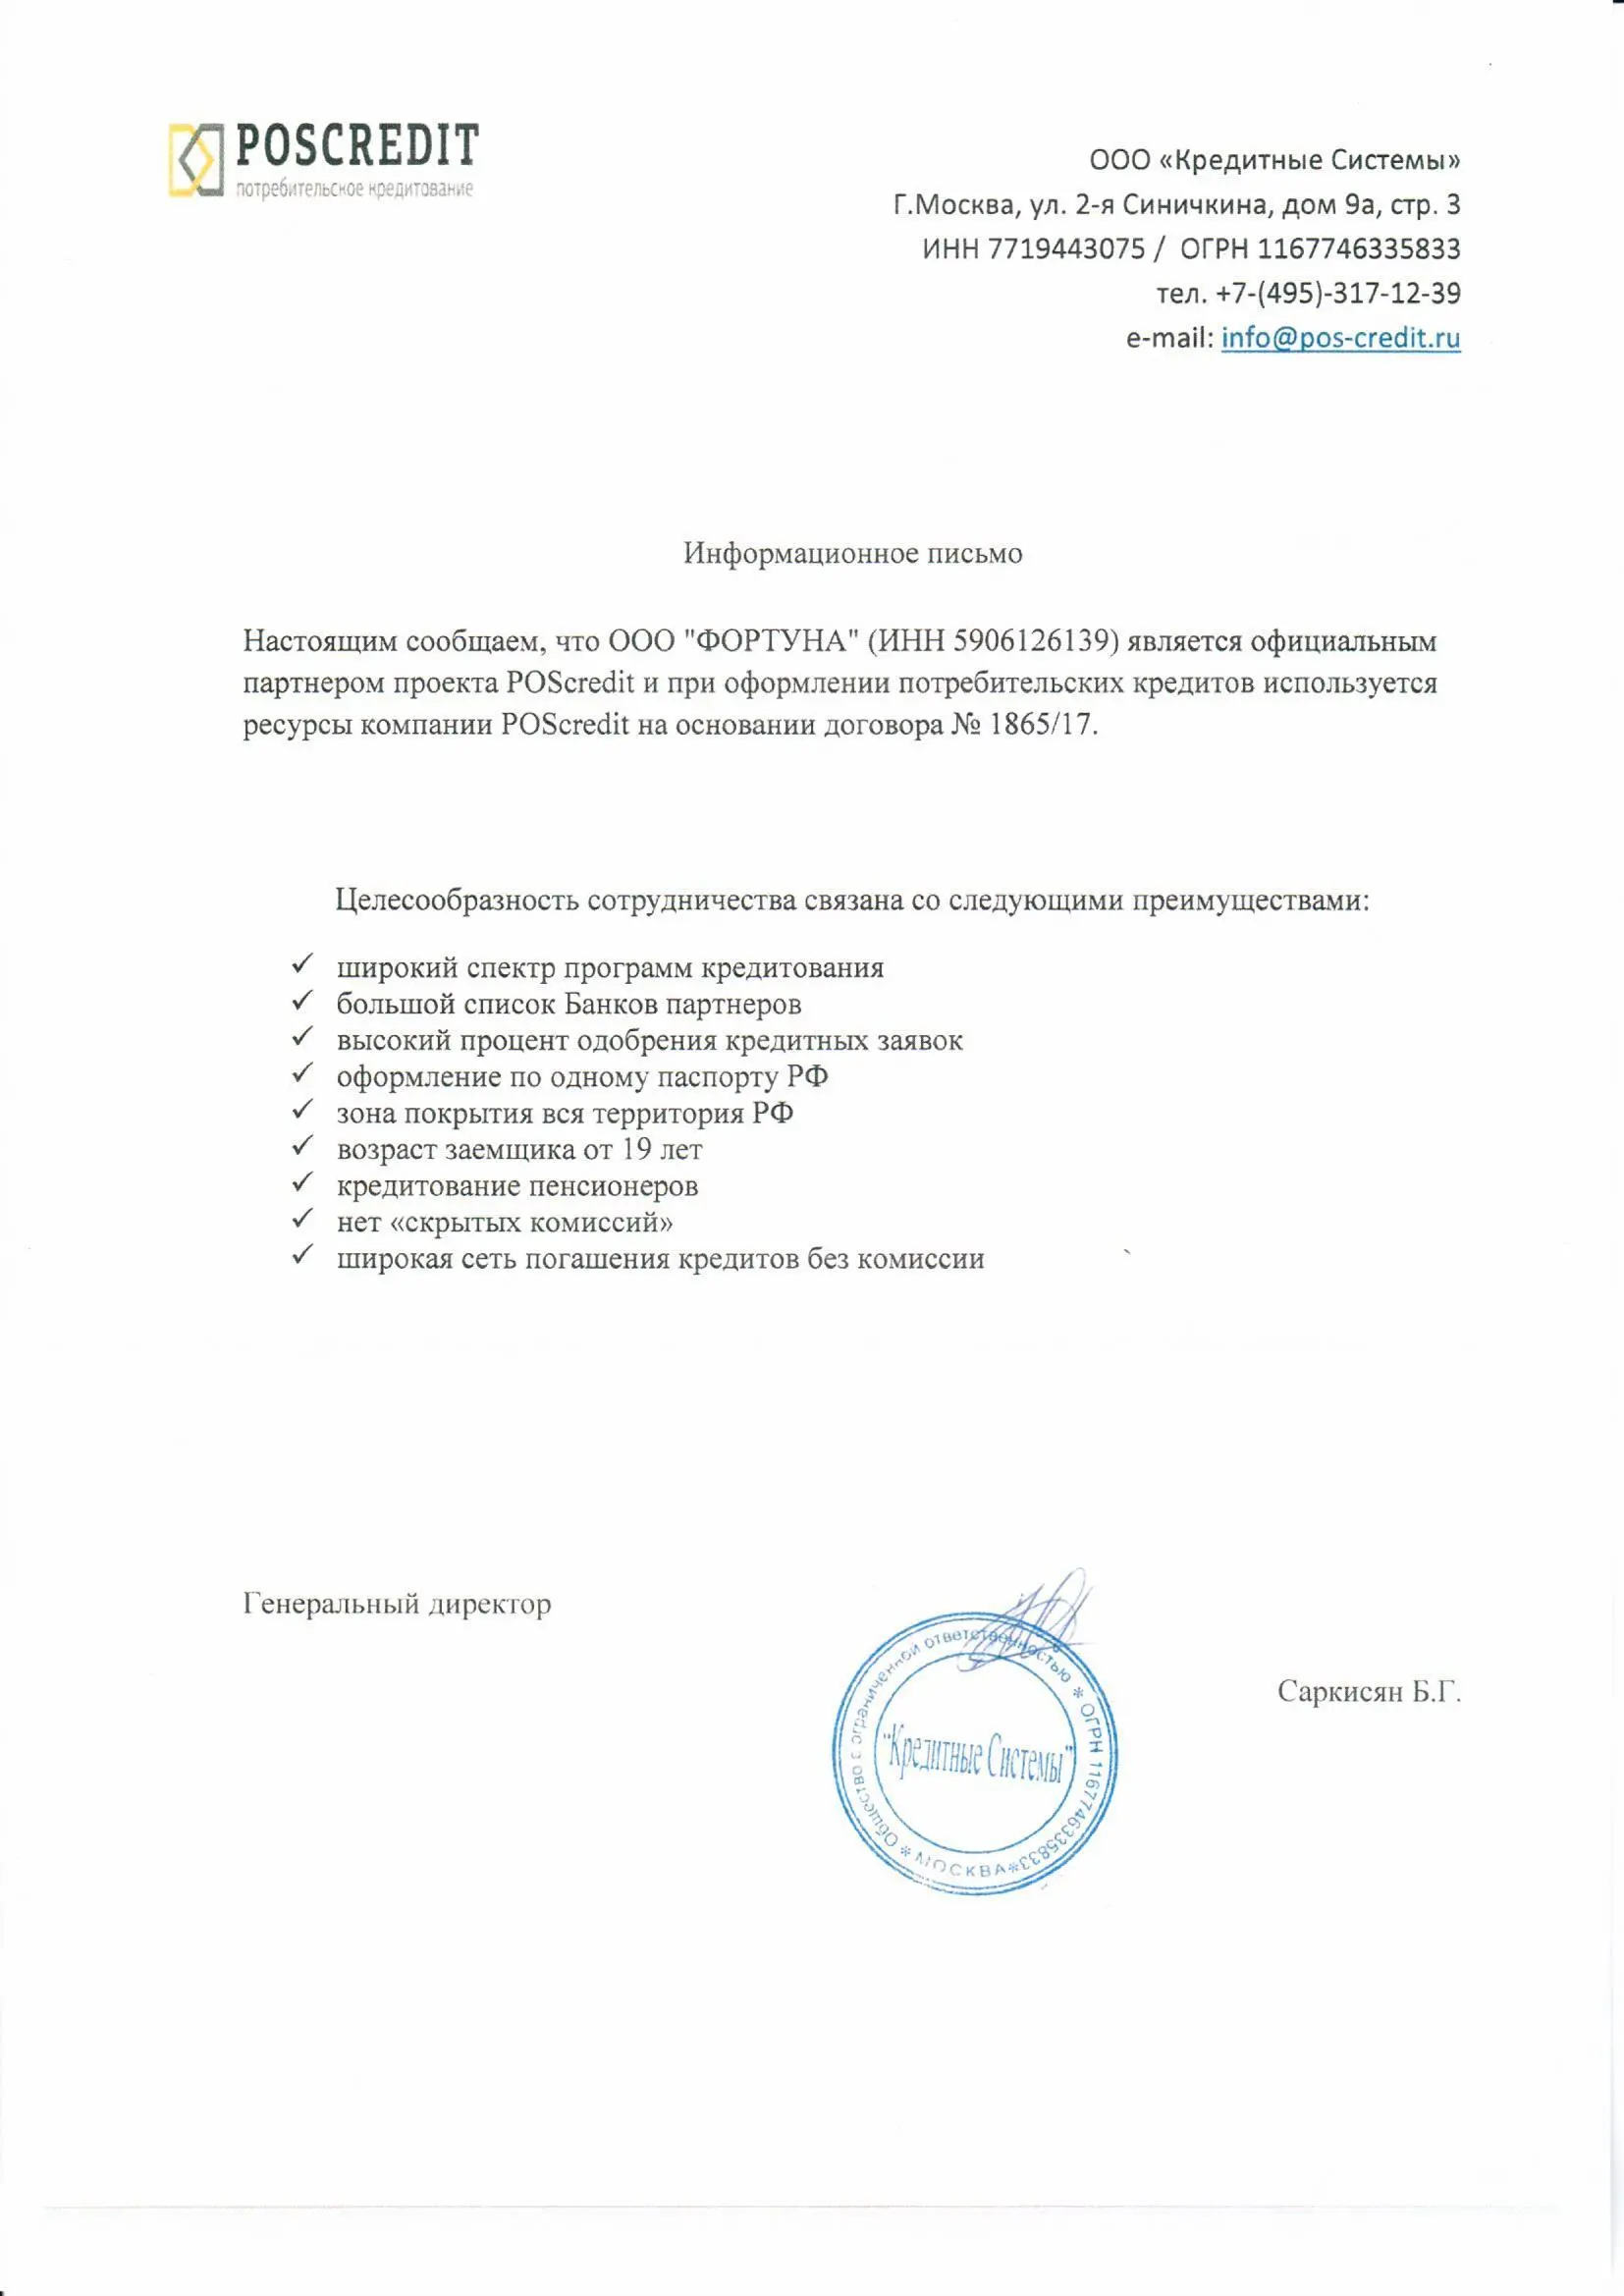 POSCREDIT
потребительское кредитование
ООО «Кредитные Системы»
Г.Москва, ул. 2-я Синичкина, дом 9а, стр. 3
ИНН 7719443075 / ОГРН 1167746335833
тел. +7-(495)-317-12-39
e-mail: info@pos-credit.ru
Информационное письмо
Настоящим сообщаем, что ООО "ФОРТУНА" (ИНН 5906126139) является официальным
партнером проекта POScredit и при оформлении потребительских кредитов используется
ресурсы компании POScredit на основании договора № 1865/17.
Целесообразность сотрудничества связана со следующими преимуществами:
✓ широкий спектр программ кредитования
✓ большой список Банков партнеров
✓ высокий процент одобрения кредитных заявок
✓ оформление по одному паспорту РФ
✓ зона покрытия вся территория РФ
✓ возраст заемщика от 19 лет
✓ кредитование пенсионеров
✓ нет «скрытых комиссий»
✓ широкая сеть погашения кредитов без комиссии
Генеральный директор
Общество с ограниченной ответственностью * ОГРН 1167746335833 * МОСКВА *
"Кредитные Системы"
Саркисян Б.Г.